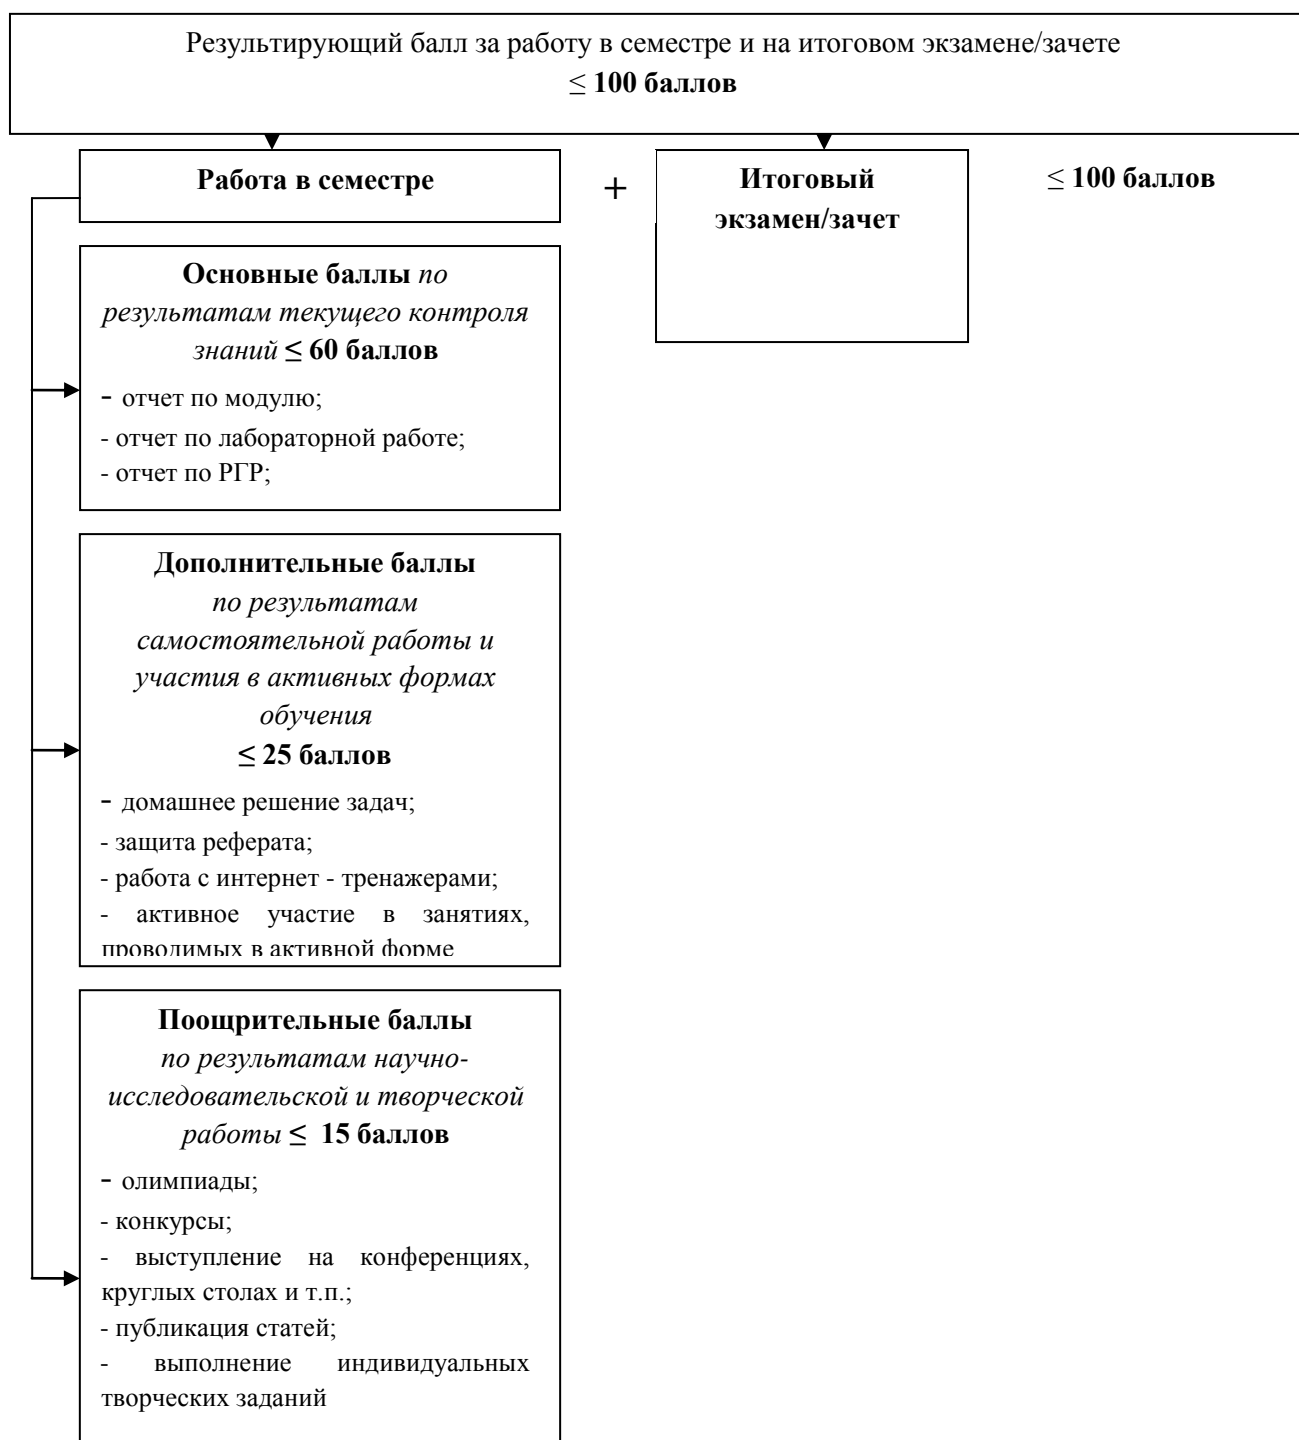 Результирующий балл за работу в семестре и на итоговом экзамене/зачете
≤ 100 баллов
Работа в семестре
+
Итоговый
экзамен/зачет
≤ 100 баллов
Основные баллы по
результатам текущего контроля
знаний ≤ 60 баллов
- отчет по модулю;
- отчет по лабораторной работе;
- отчет по РГР;
Дополнительные баллы
по результатам
самостоятельной работы и
участия в активных формах
обучения
≤ 25 баллов
- домашнее решение задач;
- защита реферата;
- работа с интернет - тренажерами;
- активное участие в занятиях,
проводимых в активной форме
Поощрительные баллы
по результатам научно-
исследовательской и творческой
работы ≤ 15 баллов
- олимпиады;
- конкурсы;
- выступление на конференциях,
круглых столах и т.п.;
- публикация статей;
- выполнение индивидуальных
творческих заданий